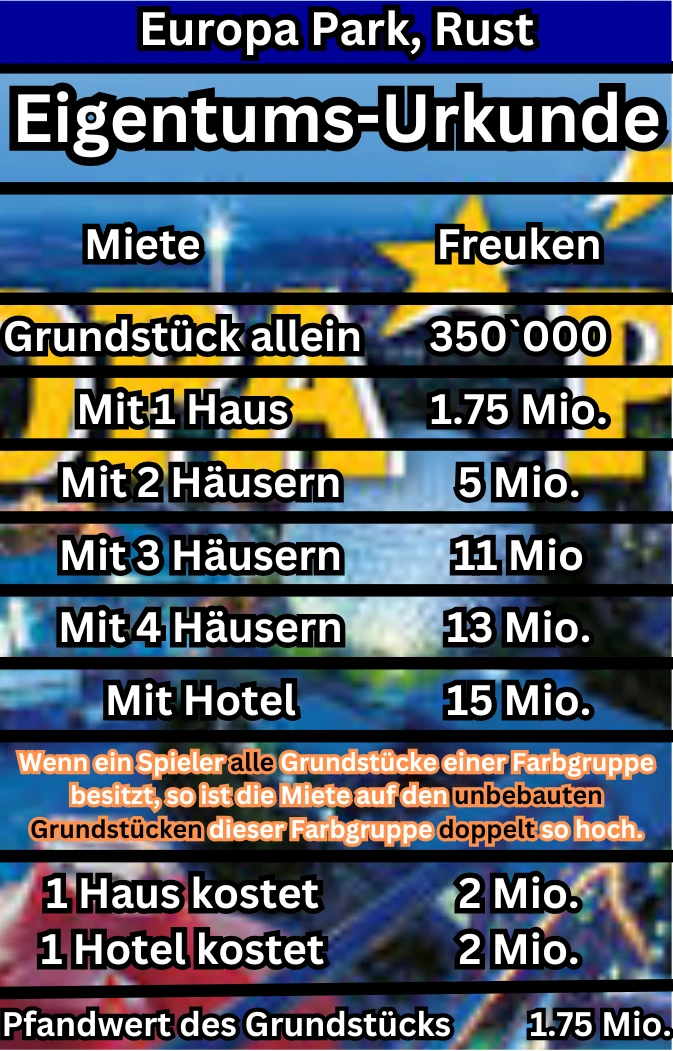 Europa Park, Rust
Eigentums-Urkunde
Miete Freuken
Grundstück allein 350`000
Mit 1 Haus 1.75 Mio.
Mit 2 Häusern 5 Mio.
Mit 3 Häusern 11 Mio
Mit 4 Häusern 13 Mio.
Mit Hotel 15 Mio.
Wenn ein Spieler alle Grundstücke einer Farbgruppe
besitzt, so ist die Miete auf den unbebauten
Grundstücken dieser Farbgruppe doppelt so hoch.
1 Haus kostet 2 Mio.
1 Hotel kostet 2 Mio.
Pfandwert des Grundstücks 1.75 Mio.